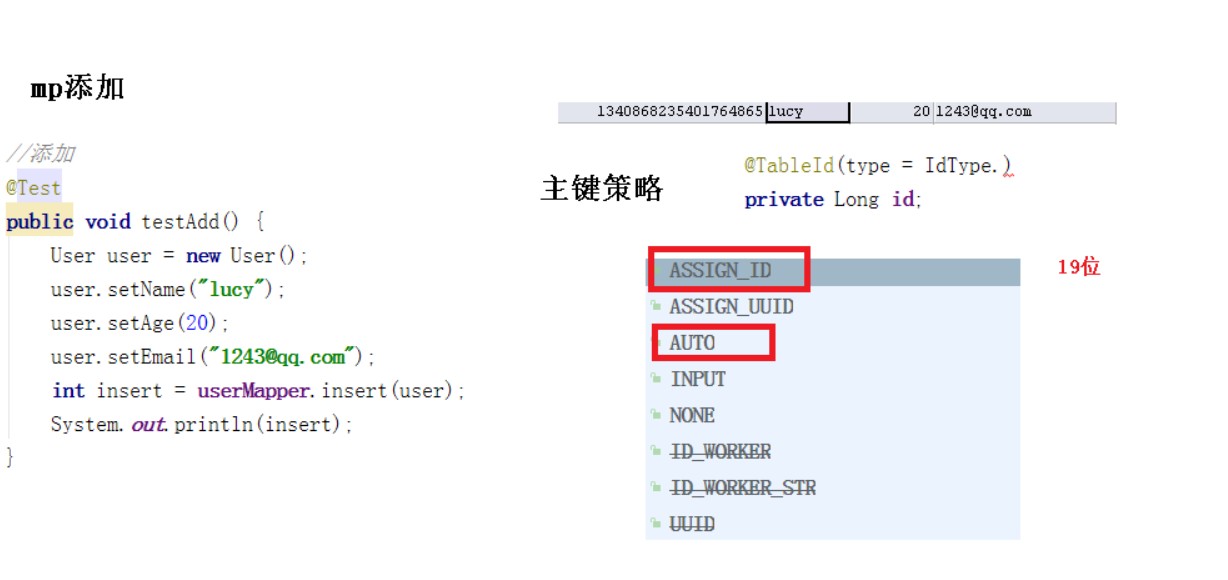 mp添加
//添加
@Test
public void testAdd() {
User user = new User();
user.setName("lucy");
user.setAge(20);
user.setEmail("1243@qq.com");
int insert = userMapper.insert(user);
System.out.println(insert);
}
1340868235401764865 lucy 20 1243@qq.com
主键策略
@TableId(type = IdType.)
private Long id;
ASSIGN_ID
19位
ASSIGN_UUID
AUTO
INPUT
NONE
ID_WORKER
ID_WORKER_STR
UUID